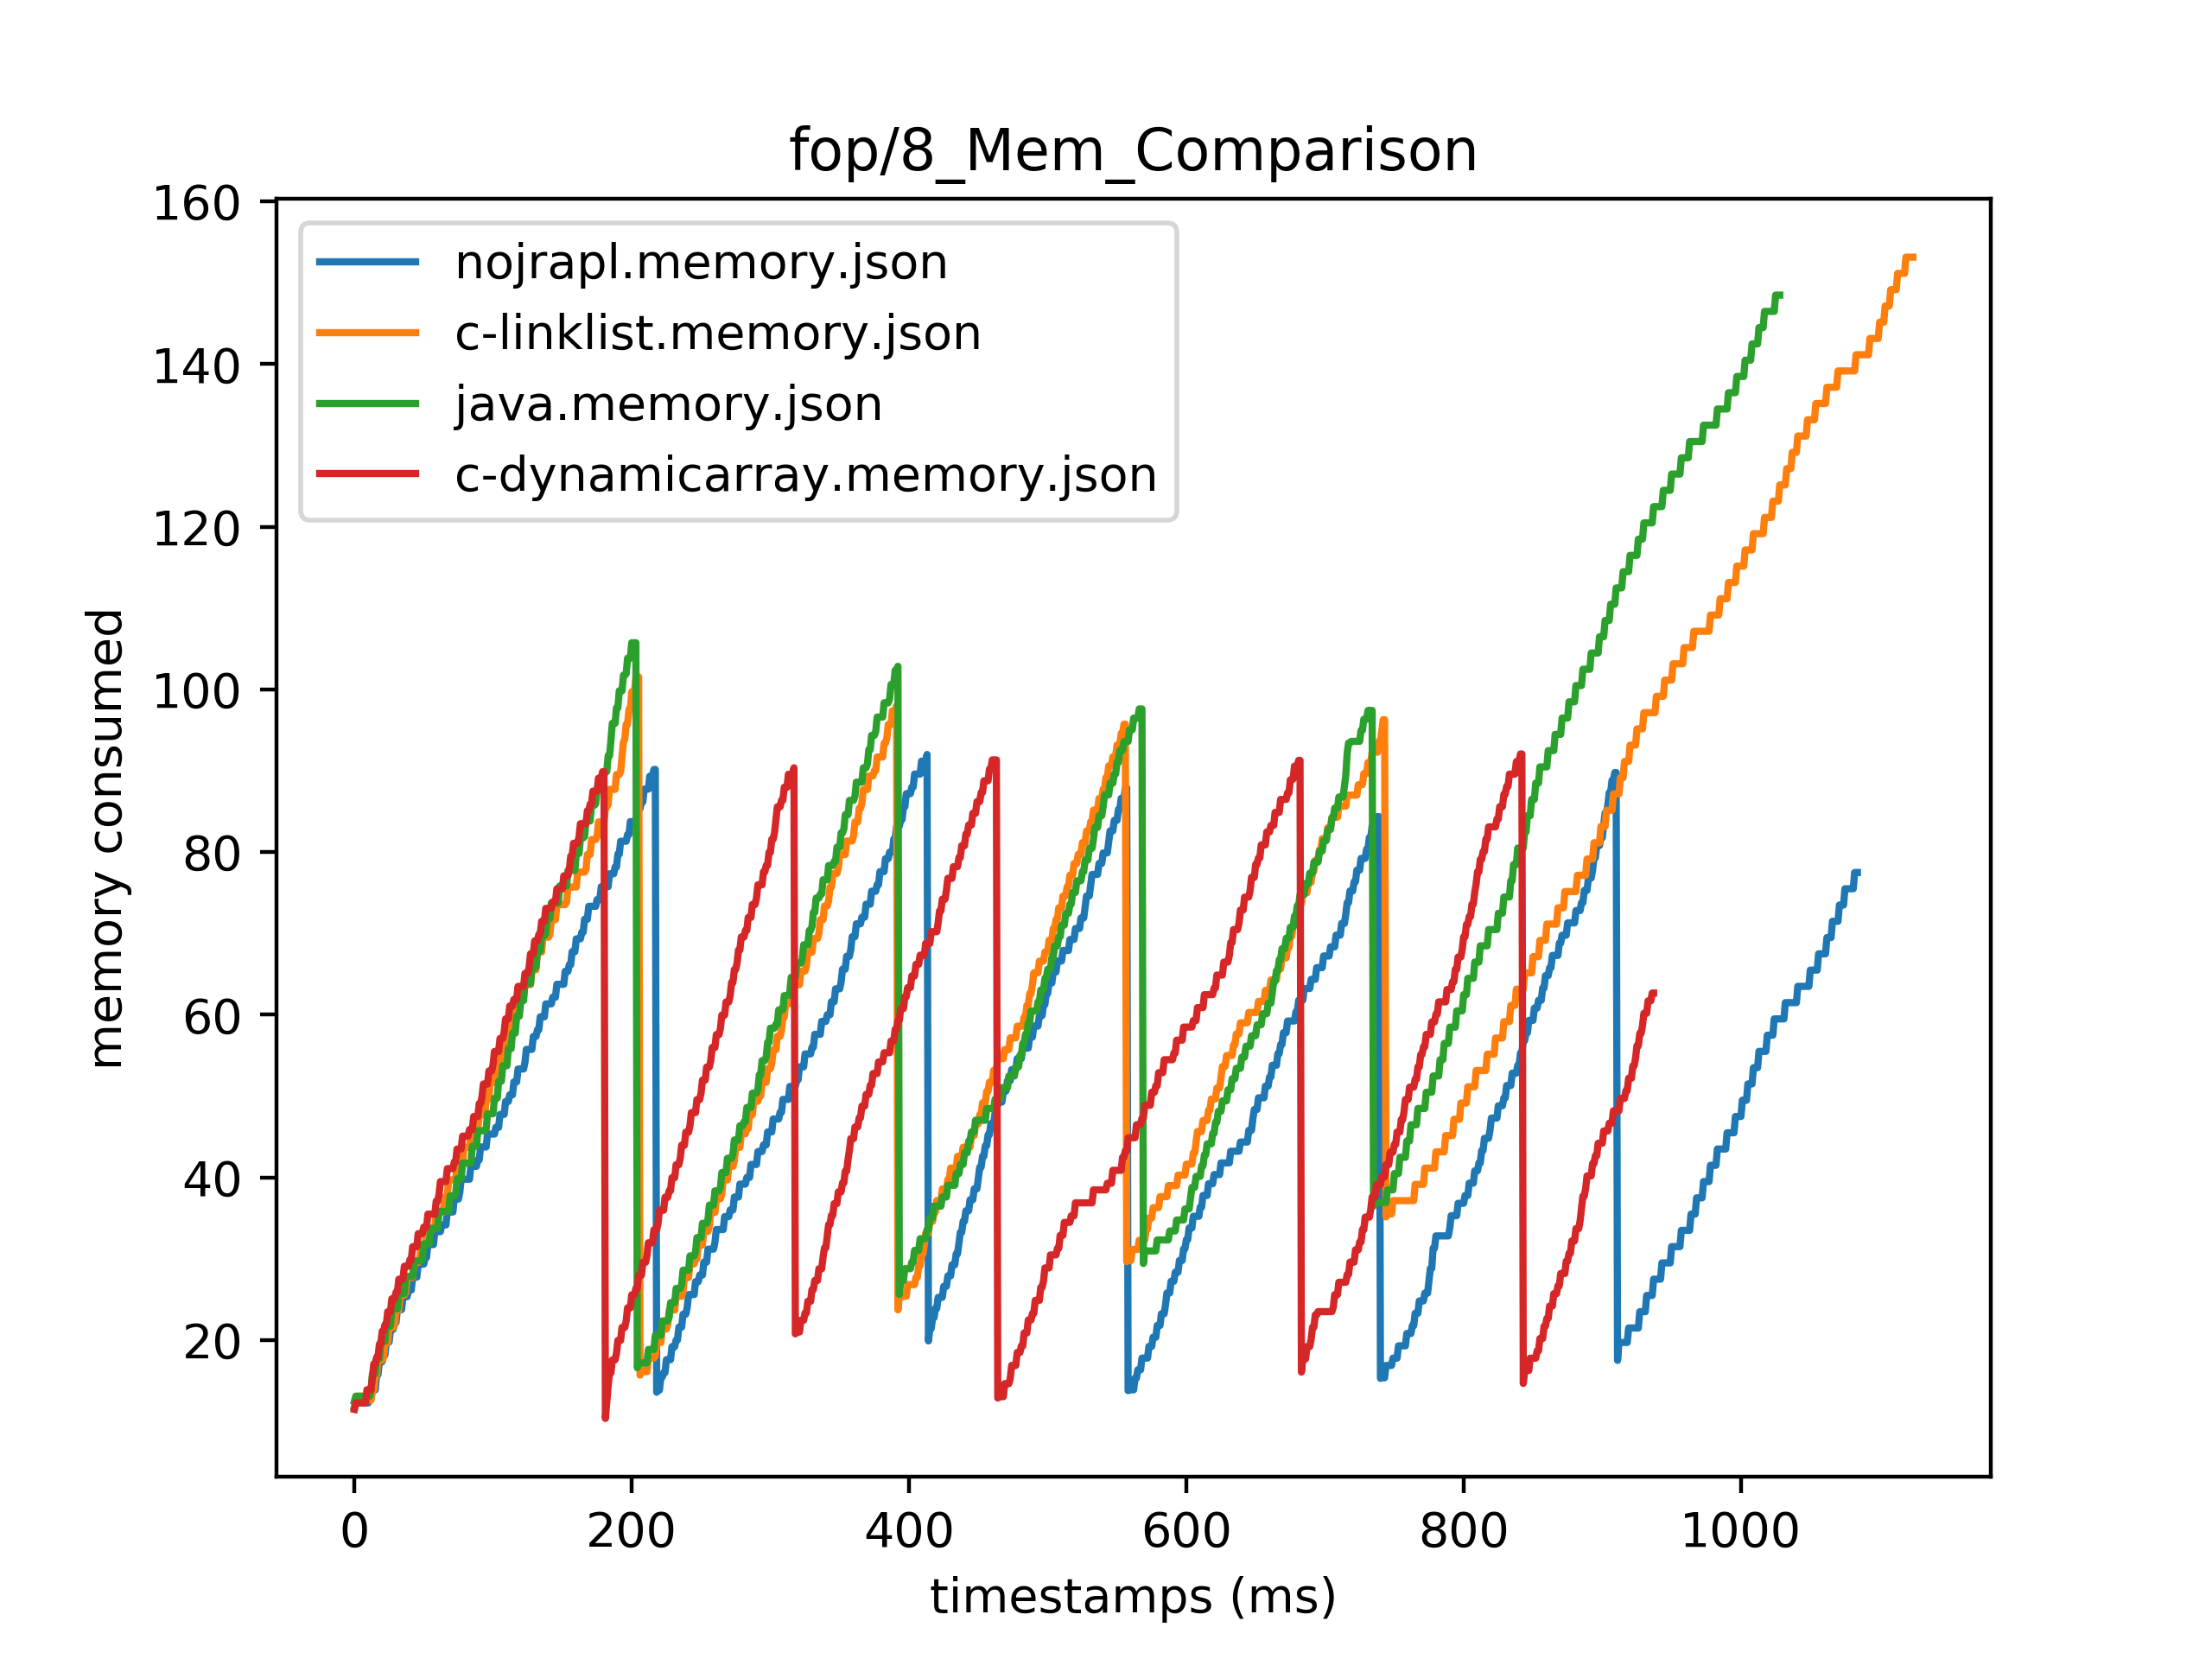 fop/8_Mem_Comparison
160
140
120
100
80
60
40
20
memory consumed
nojrapl.memory.json
c-linklist.memory.json
java.memory.json
c-dynamicarray.memory.json
0 200 400 600 800 1000
timestamps (ms)